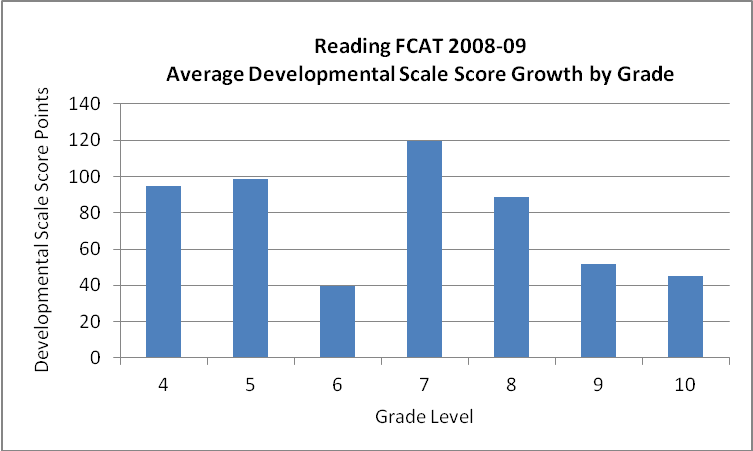 Reading FCAT 2008-09
Average Developmental Scale Score Growth by Grade
Developmental Scale Score Points
140
120
100
80
60
40
20
0
4 5 6 7 8 9 10
Grade Level